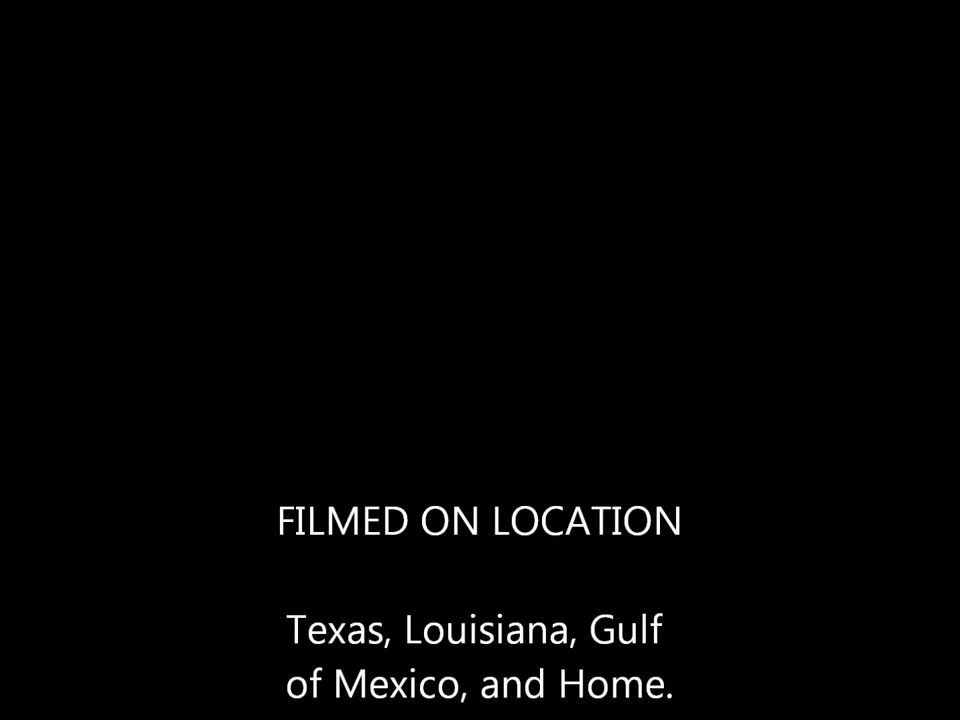 FILMED ON LOCATION
Texas, Louisiana, Gulf
of Mexico, and Home.